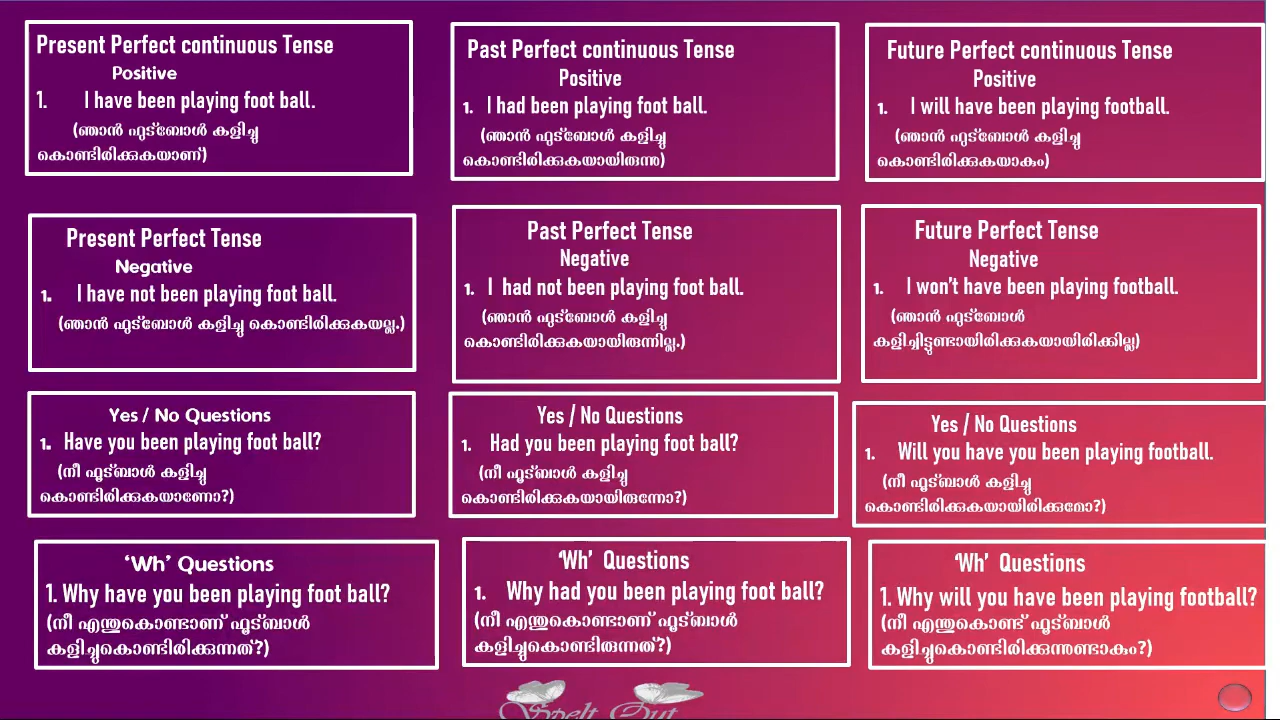 Present Perfect continuous Tense
Positive
1. I have been playing foot ball.
(ഞാൻ ഫുട്ബോൾ കളിച്ചു
കൊണ്ടിരിക്കുകയാണ്)
Past Perfect continuous Tense
Positive
1. I had been playing foot ball.
(ഞാൻ ഫുട്ബോൾ കളിച്ചു
കൊണ്ടിരിക്കുകയായിരുന്നു)
Future Perfect continuous Tense
Positive
1. I will have been playing football.
(ഞാൻ ഫുട്ബോൾ കളിച്ചു
കൊണ്ടിരിക്കുകയാകും)
Present Perfect Tense
Negative
1. I have not been playing foot ball.
(ഞാൻ ഫുട്ബോൾ കളിച്ചു കൊണ്ടിരിക്കുകയല്ല.)
Past Perfect Tense
Negative
1. I had not been playing foot ball.
(ഞാൻ ഫുട്ബോൾ കളിച്ചു
കൊണ്ടിരിക്കുകയായിരുന്നില്ല.)
Future Perfect Tense
Negative
1. I won't have been playing football.
(ഞാൻ ഫുട്ബോൾ
കളിച്ചിട്ടുണ്ടായിരിക്കുകയായിരിക്കില്ല)
Yes / No Questions
1. Have you been playing foot ball?
(നീ ഫൂട്ബാൾ കളിച്ചു
കൊണ്ടിരിക്കുകയാണോ?)
Yes / No Questions
1. Had you been playing foot ball?
(നീ ഫൂട്ബാൾ കളിച്ചു
കൊണ്ടിരിക്കുകയായിരുന്നോ?)
Yes / No Questions
1. Will you have you been playing football.
(നീ ഫൂട്ബാൾ കളിച്ചു
കൊണ്ടിരിക്കുകയായിരിക്കുമോ?)
‘Wh’ Questions
1. Why have you been playing foot ball?
(നീ എന്തുകൊണ്ടാണ് ഫൂട്ബാൾ
കളിച്ചുകൊണ്ടിരിക്കുന്നത്?)
‘Wh’ Questions
1. Why had you been playing foot ball?
(നീ എന്തുകൊണ്ടാണ് ഫൂട്ബാൾ
കളിച്ചുകൊണ്ടിരുന്നത്?)
‘Wh’ Questions
1. Why will you have been playing football?
(നീ എന്തുകൊണ്ട് ഫൂട്ബാൾ
കളിച്ചുകൊണ്ടിരിക്കുന്നുണ്ടാകും?)
Spelt Out